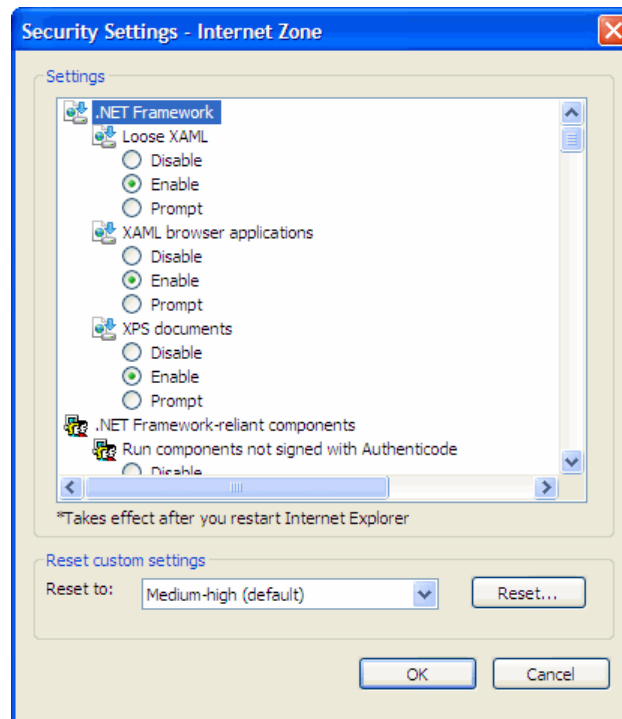 Security Settings - Internet Zone
Settings
.NET Framework
Loose XAML
Disable
Enable
Prompt
XAML browser applications
Disable
Enable
Prompt
XPS documents
Disable
Enable
Prompt
.NET Framework-reliant components
Run components not signed with Authenticode
Disable
*Takes effect after you restart Internet Explorer
Reset custom settings
Reset to: Medium-high (default) Reset...
OK Cancel